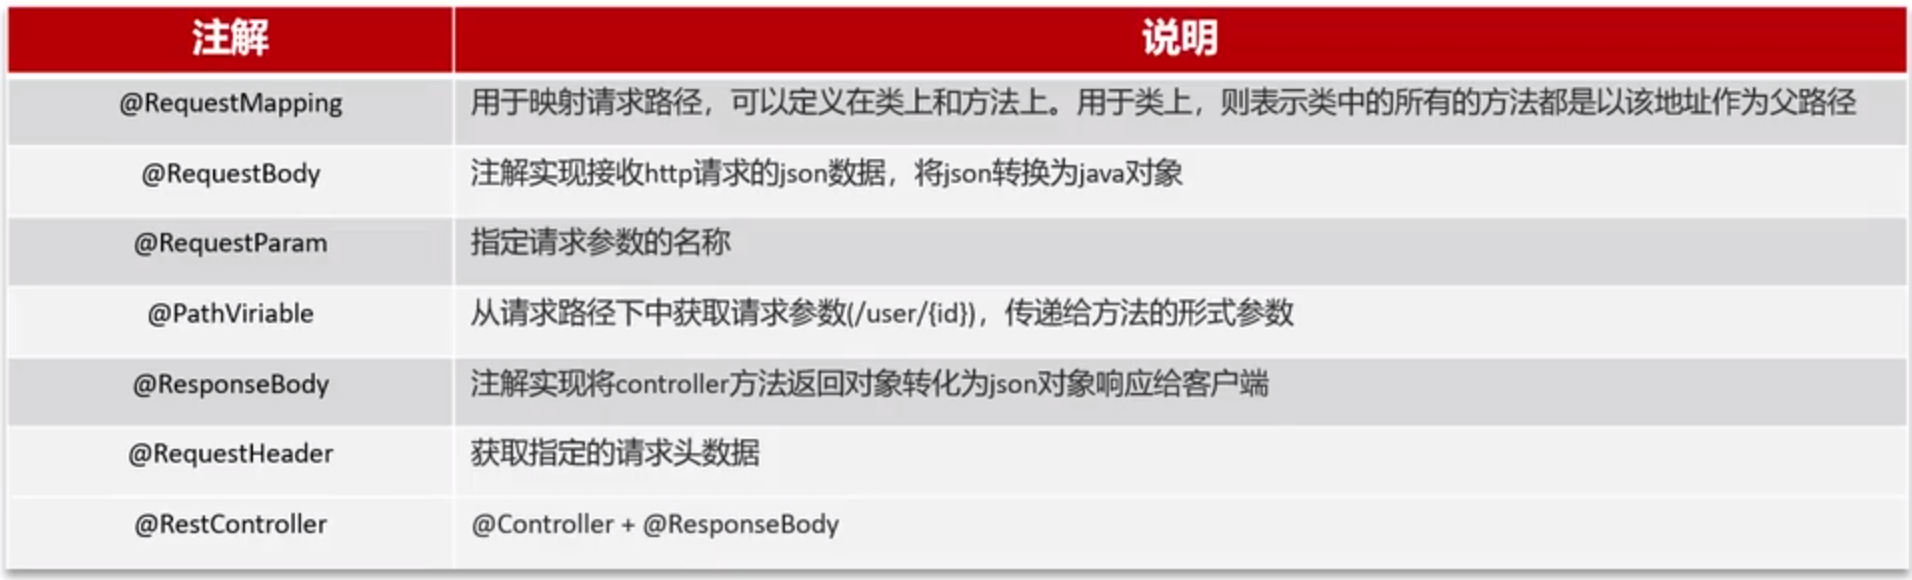 注解
说明
@RequestMapping
用于映射请求路径，可以定义在类上和方法上。用于类上，则表示类中的所有的方法都是以该地址作为父路径
@RequestBody
注解实现接收http请求的json数据，将json转换为java对象
@RequestParam
指定请求参数的名称
@PathViriable
从请求路径下中获取请求参数(/user/{id})，传递给方法的形式参数
@ResponseBody
注解实现将controller方法返回对象转化为json对象响应给客户端
@RequestHeader
获取指定的请求头数据
@RestController
@Controller + @ResponseBody